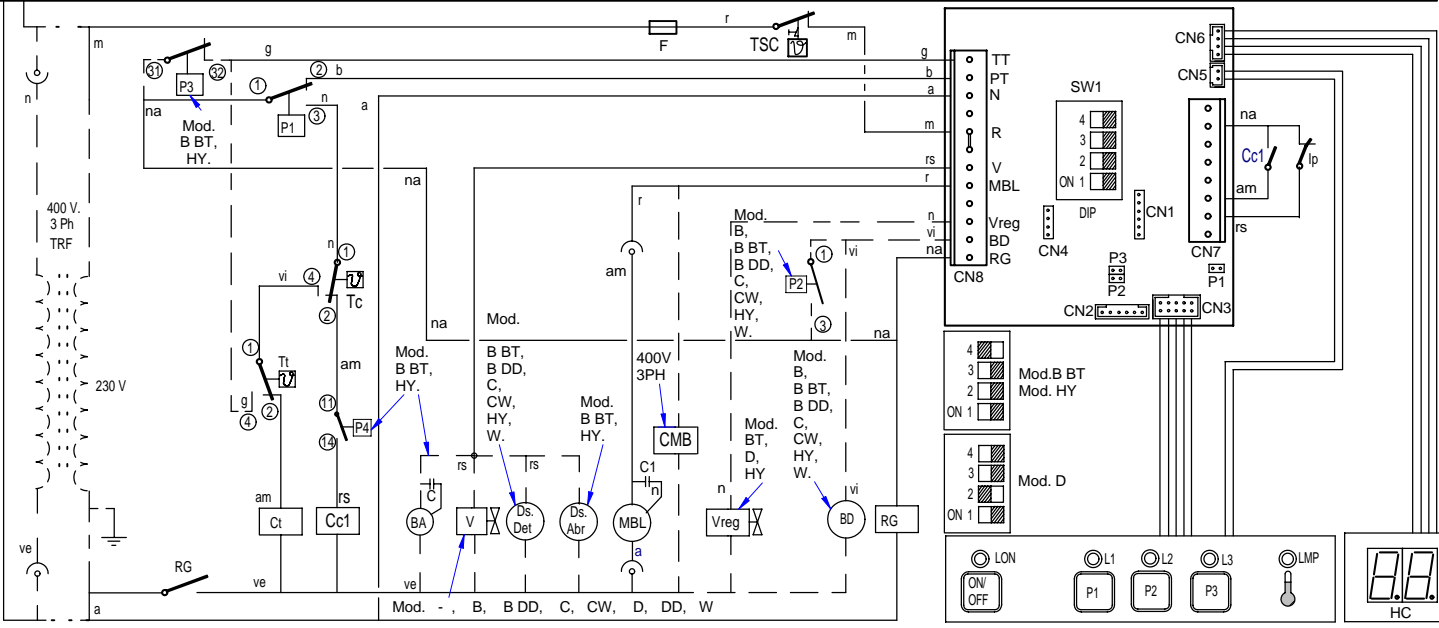 m
r
F
TSC
m
n
31
P3
32
g
1
2
b
na
P1
3
n
a
Mod.
B BT,
HY.
na
400 V.
3 Ph
TRF
230 V
n
1
4
vi
Tc
2
na
am
1
Tt
g
4
2
11
P4
14
Mod.
B BT,
HY.
Mod.
B BT,
B DD,
C,
CW,
HY,
W.
Mod.
B BT,
HY.
rs
rs
C
BA
V
Ds.
Det
Ds.
Abr
r
am
400V
3PH
CMB
C1
n
MBL
a
Mod.
B,
B BT,
B DD,
C,
CW,
HY,
W.
1
P2
3
vi
na
Mod.
BT,
D,
HY
Mod.
B,
B BT,
B DD,
C,
CW,
HY,
W.
n
Vreg
vi
BD
RG
am
Ct
rs
Cc1
ve
RG
ve
ve
a
Mod. - , B, B DD, C, CW, D, DD, W
g
b
a
m
rs
r
n
vi
na
TT
PT
N
R
V
MBL
Vreg
BD
RG
CN8
SW1
4
3
2
ON 1
DIP
CN4
CN1
CN6
CN5
CN7
P3
P2
P1
CN2
CN3
na
Cc1
Ip
am
rs
4
3
2
ON 1
Mod.B BT
Mod. HY
4
3
2
ON 1
Mod. D
LON
ON/
OFF
L1
P1
L2
P2
L3
P3
LMP
HC